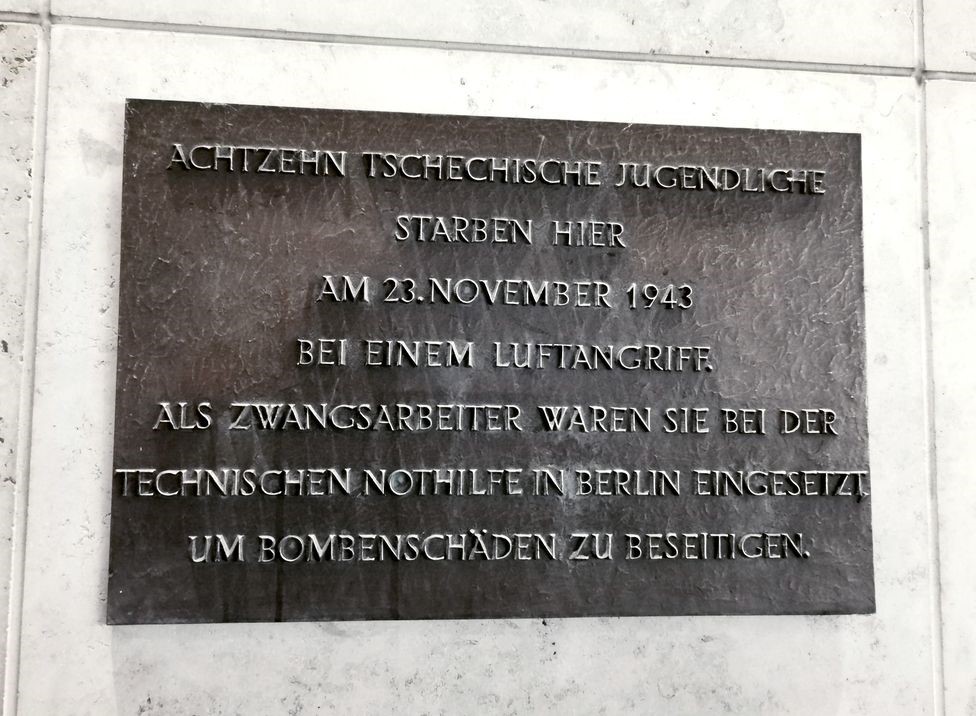 ACHTZEHN TSCHECHISCHE JUGENDLICHE
STARBEN HIER
AM 23. NOVEMBER 1943
BEI EINEM LUFTANGRIFF.
ALS ZWANGSARBEITER WAREN SIE BEI DER
TECHNISCHEN NOTHILFE IN BERLIN EINGESETZT,
UM BOMBENSCHÄDEN ZU BESEITIGEN.